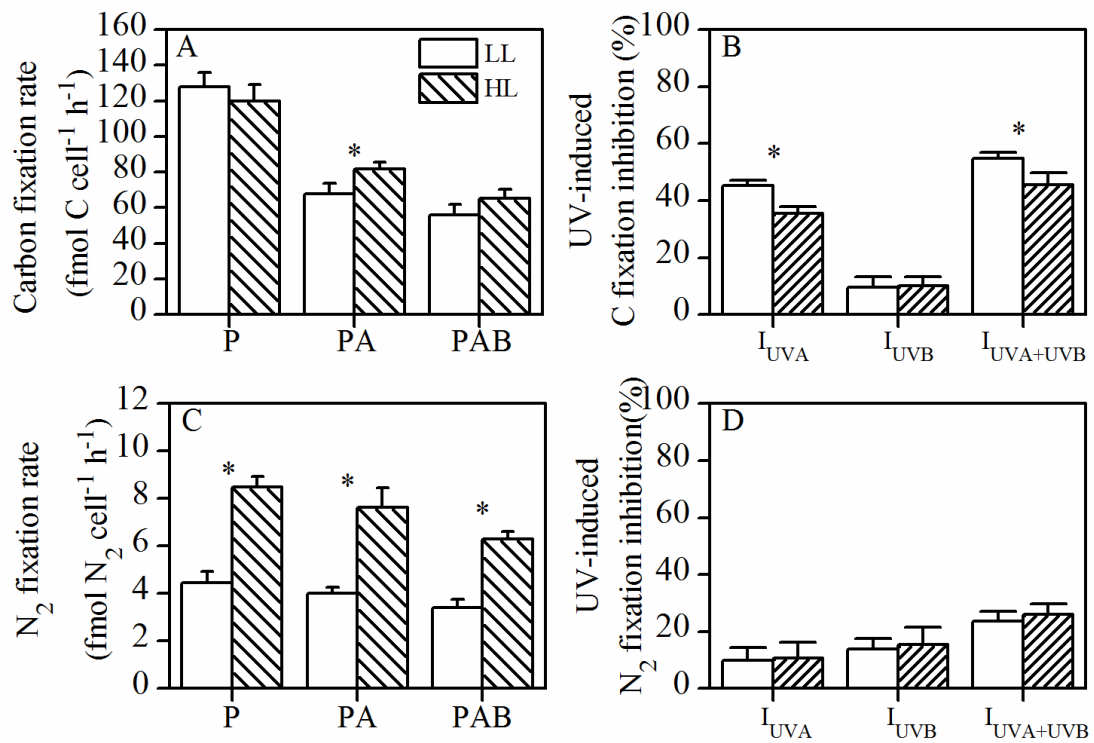 A
LL
HL
Carbon fixation rate
(fmol C cell-1 h-1)
160
140
120
100
80
60
40
20
0
*
P
PA
PAB
B
UV-induced
C fixation inhibition (%)
100
80
60
40
20
0
*
*
IUVA
IUVB
IUVA+UVB
C
N2 fixation rate
(fmol N2 cell-1 h-1)
12
10
8
6
4
2
0
*
*
*
P
PA
PAB
D
UV-induced
N2 fixation inhibition(%)
100
80
60
40
20
0
IUVA
IUVB
IUVA+UVB